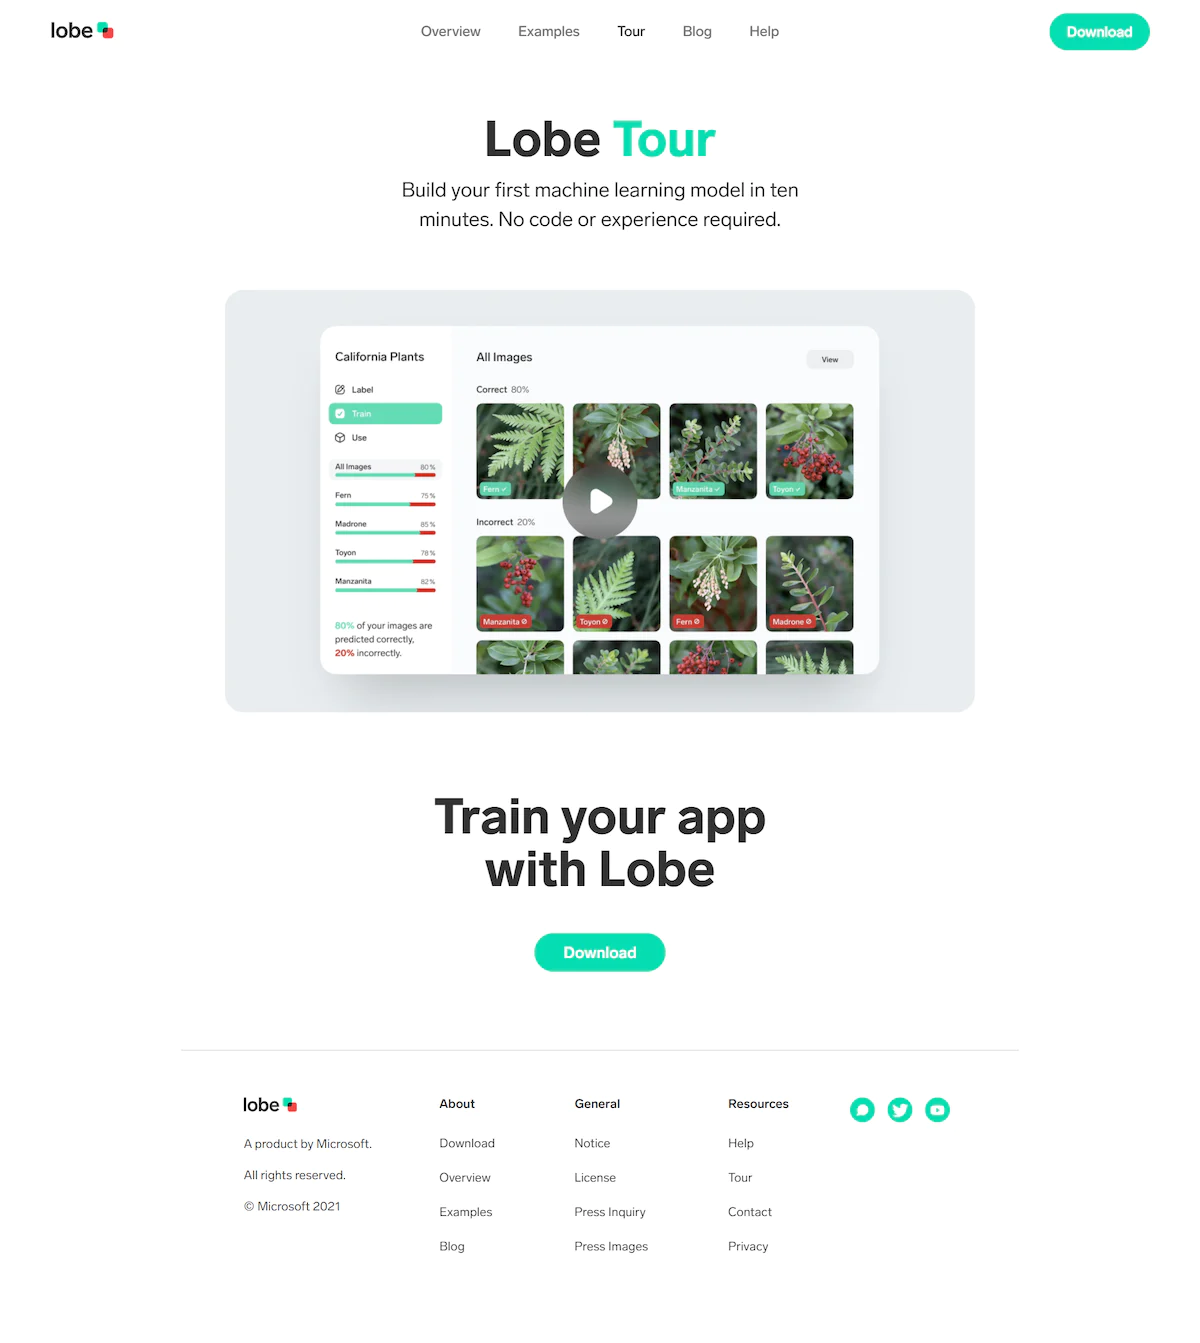 lobe
Overview
Examples
Tour
Blog
Help
Download
Lobe Tour
Build your first machine learning model in ten
minutes. No code or experience required.
California Plants
Label
Train
Use
All Images 80%
Fern 75%
Madrone 85%
Toyon 78%
Manzanita 82%
80% of your images are
predicted correctly,
20% incorrectly.
All Images
View
Correct 80%
Fern
Manzanita
Toyon
Incorrect 20%
Manzanita
Toyon
Fern
Madrone
Train your app
with Lobe
Download
lobe
A product by Microsoft.
All rights reserved.
© Microsoft 2021
About
Download
Overview
Examples
Blog
General
Notice
License
Press Inquiry
Press Images
Resources
Help
Tour
Contact
Privacy